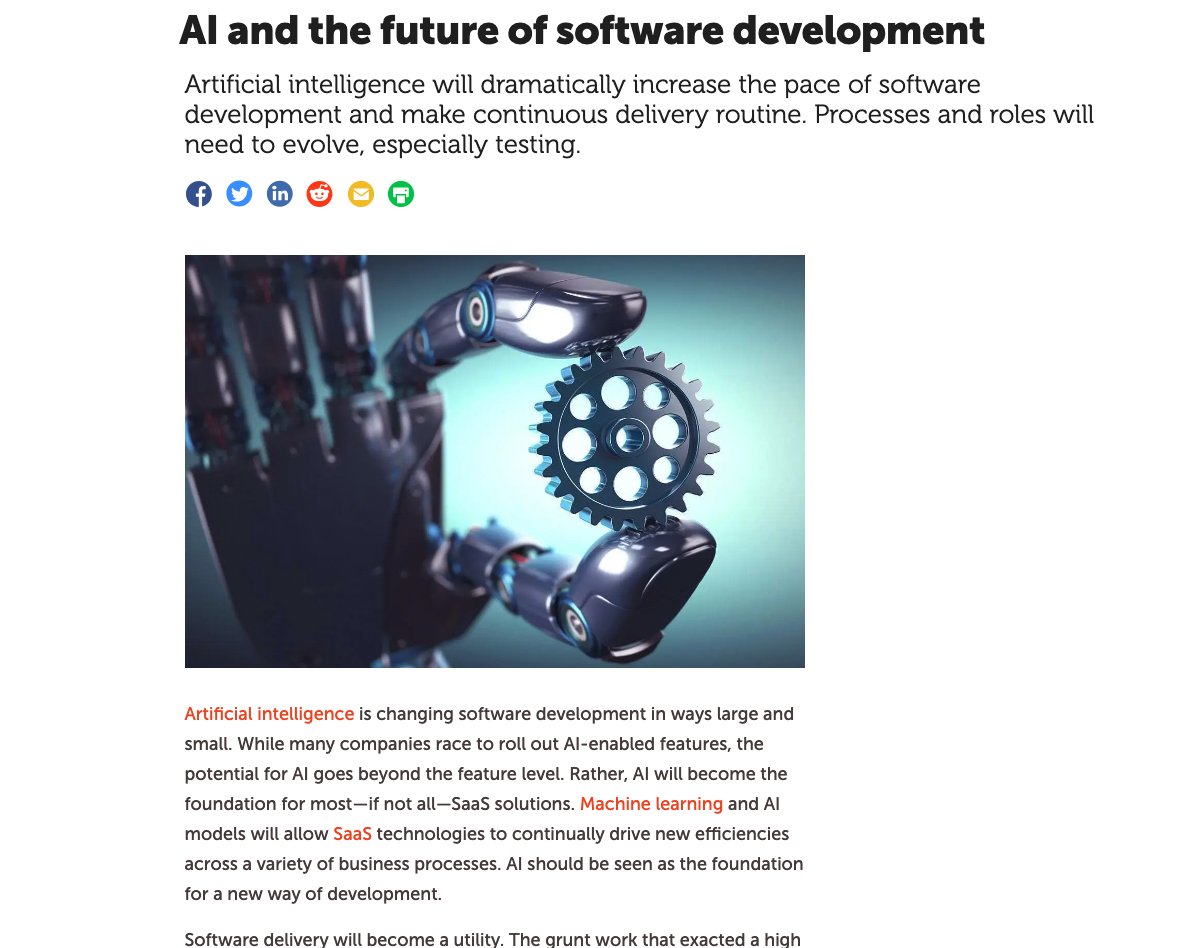 AI and the future of software development
Artificial intelligence will dramatically increase the pace of software
development and make continuous delivery routine. Processes and roles will
need to evolve, especially testing.
Artificial intelligence is changing software development in ways large and
small. While many companies race to roll out AI-enabled features, the
potential for AI goes beyond the feature level. Rather, AI will become the
foundation for most—if not all—SaaS solutions. Machine learning and AI
models will allow SaaS technologies to continually drive new efficiencies
across a variety of business processes. AI should be seen as the foundation
for a new way of development.
Software delivery will become a utility. The grunt work that exacted a high